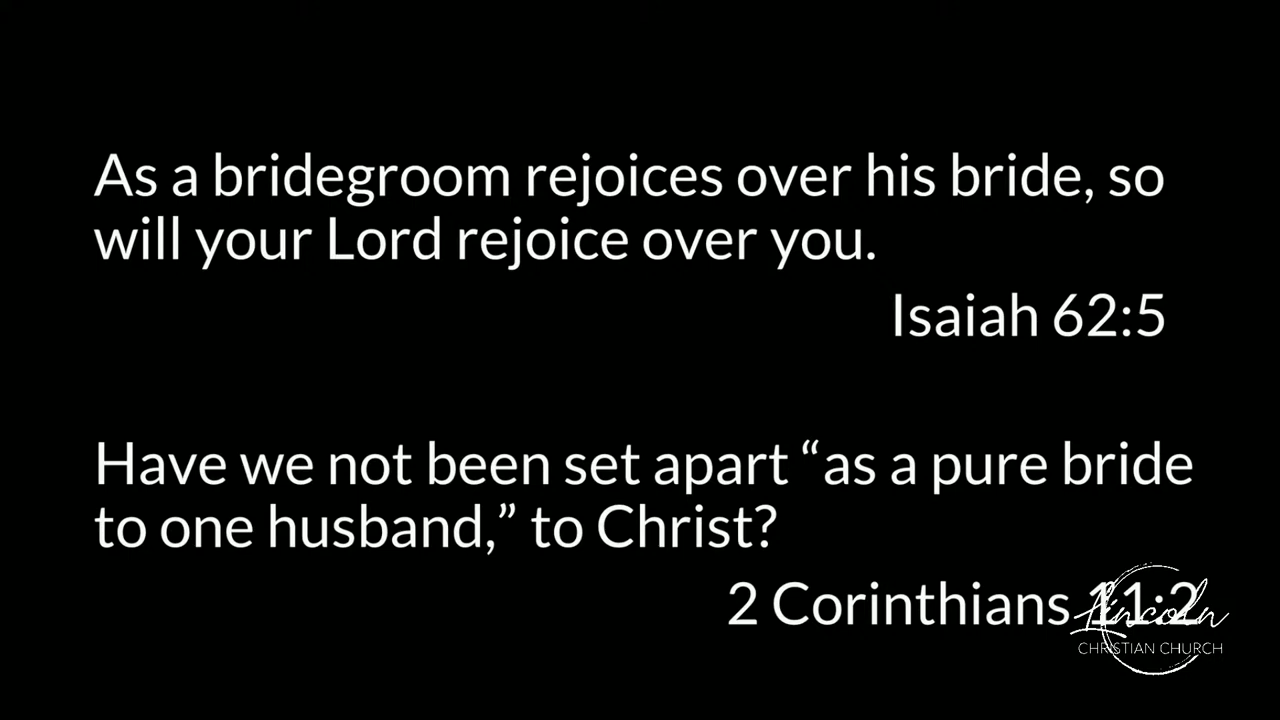 As a bridegroom rejoices over his bride, so
will your Lord rejoice over you.
Isaiah 62:5
Have we not been set apart “as a pure bride
to one husband,” to Christ?
2 Corinthians 11:2
Lincoln
CHRISTIAN CHURCH